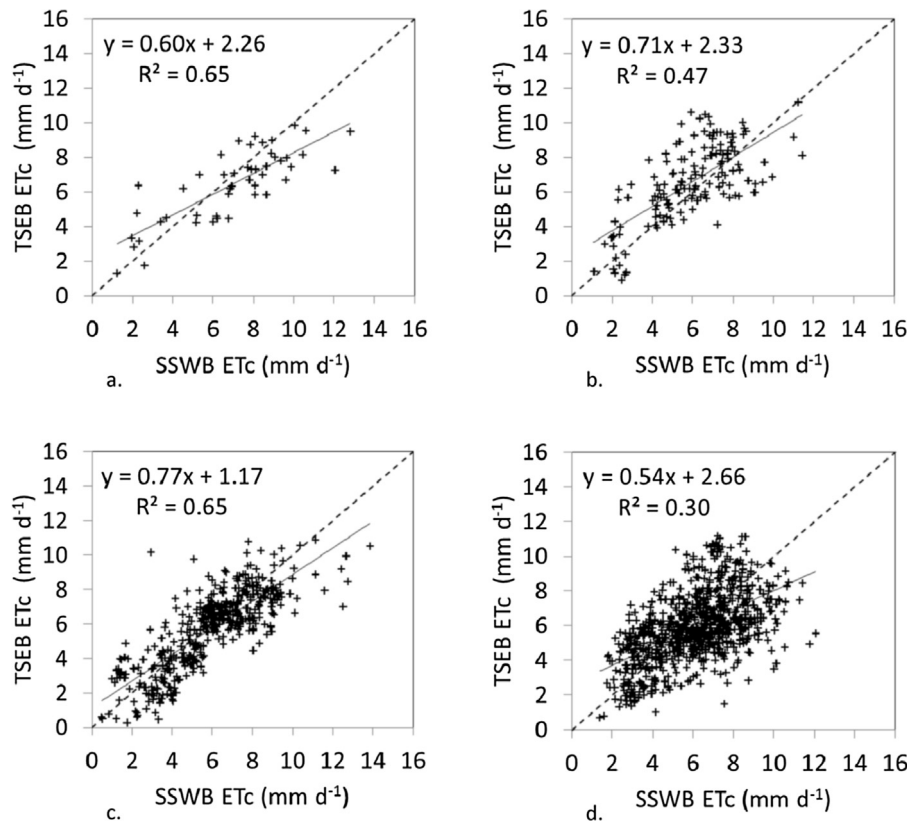 y = 0.60x + 2.26
R² = 0.65
16
14
12
10
8
6
4
2
0
TSEB ETc (mm d⁻¹)
0 2 4 6 8 10 12 14 16
SSWB ETc (mm d⁻¹)
a.
y = 0.71x + 2.33
R² = 0.47
16
14
12
10
8
6
4
2
0
TSEB ETc (mm d⁻¹)
0 2 4 6 8 10 12 14 16
SSWB ETc (mm d⁻¹)
b.
y = 0.77x + 1.17
R² = 0.65
16
14
12
10
8
6
4
2
0
TSEB ETc (mm d⁻¹)
0 2 4 6 8 10 12 14 16
SSWB ETc (mm d⁻¹)
c.
y = 0.54x + 2.66
R² = 0.30
16
14
12
10
8
6
4
2
0
TSEB ETc (mm d⁻¹)
0 2 4 6 8 10 12 14 16
SSWB ETc (mm d⁻¹)
d.